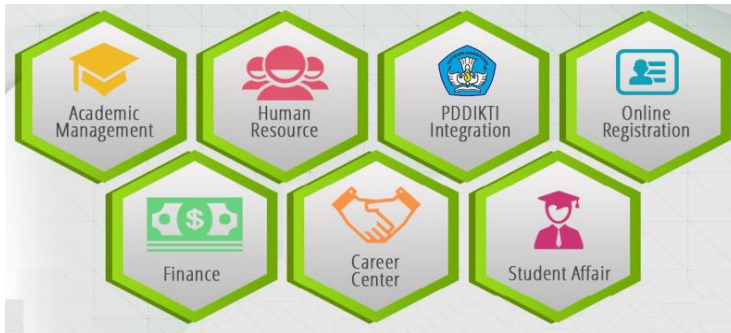 Academic
Management
Human
Resource
PDDIKTI
Integration
Online
Registration
Finance
Career
Center
Student Affair